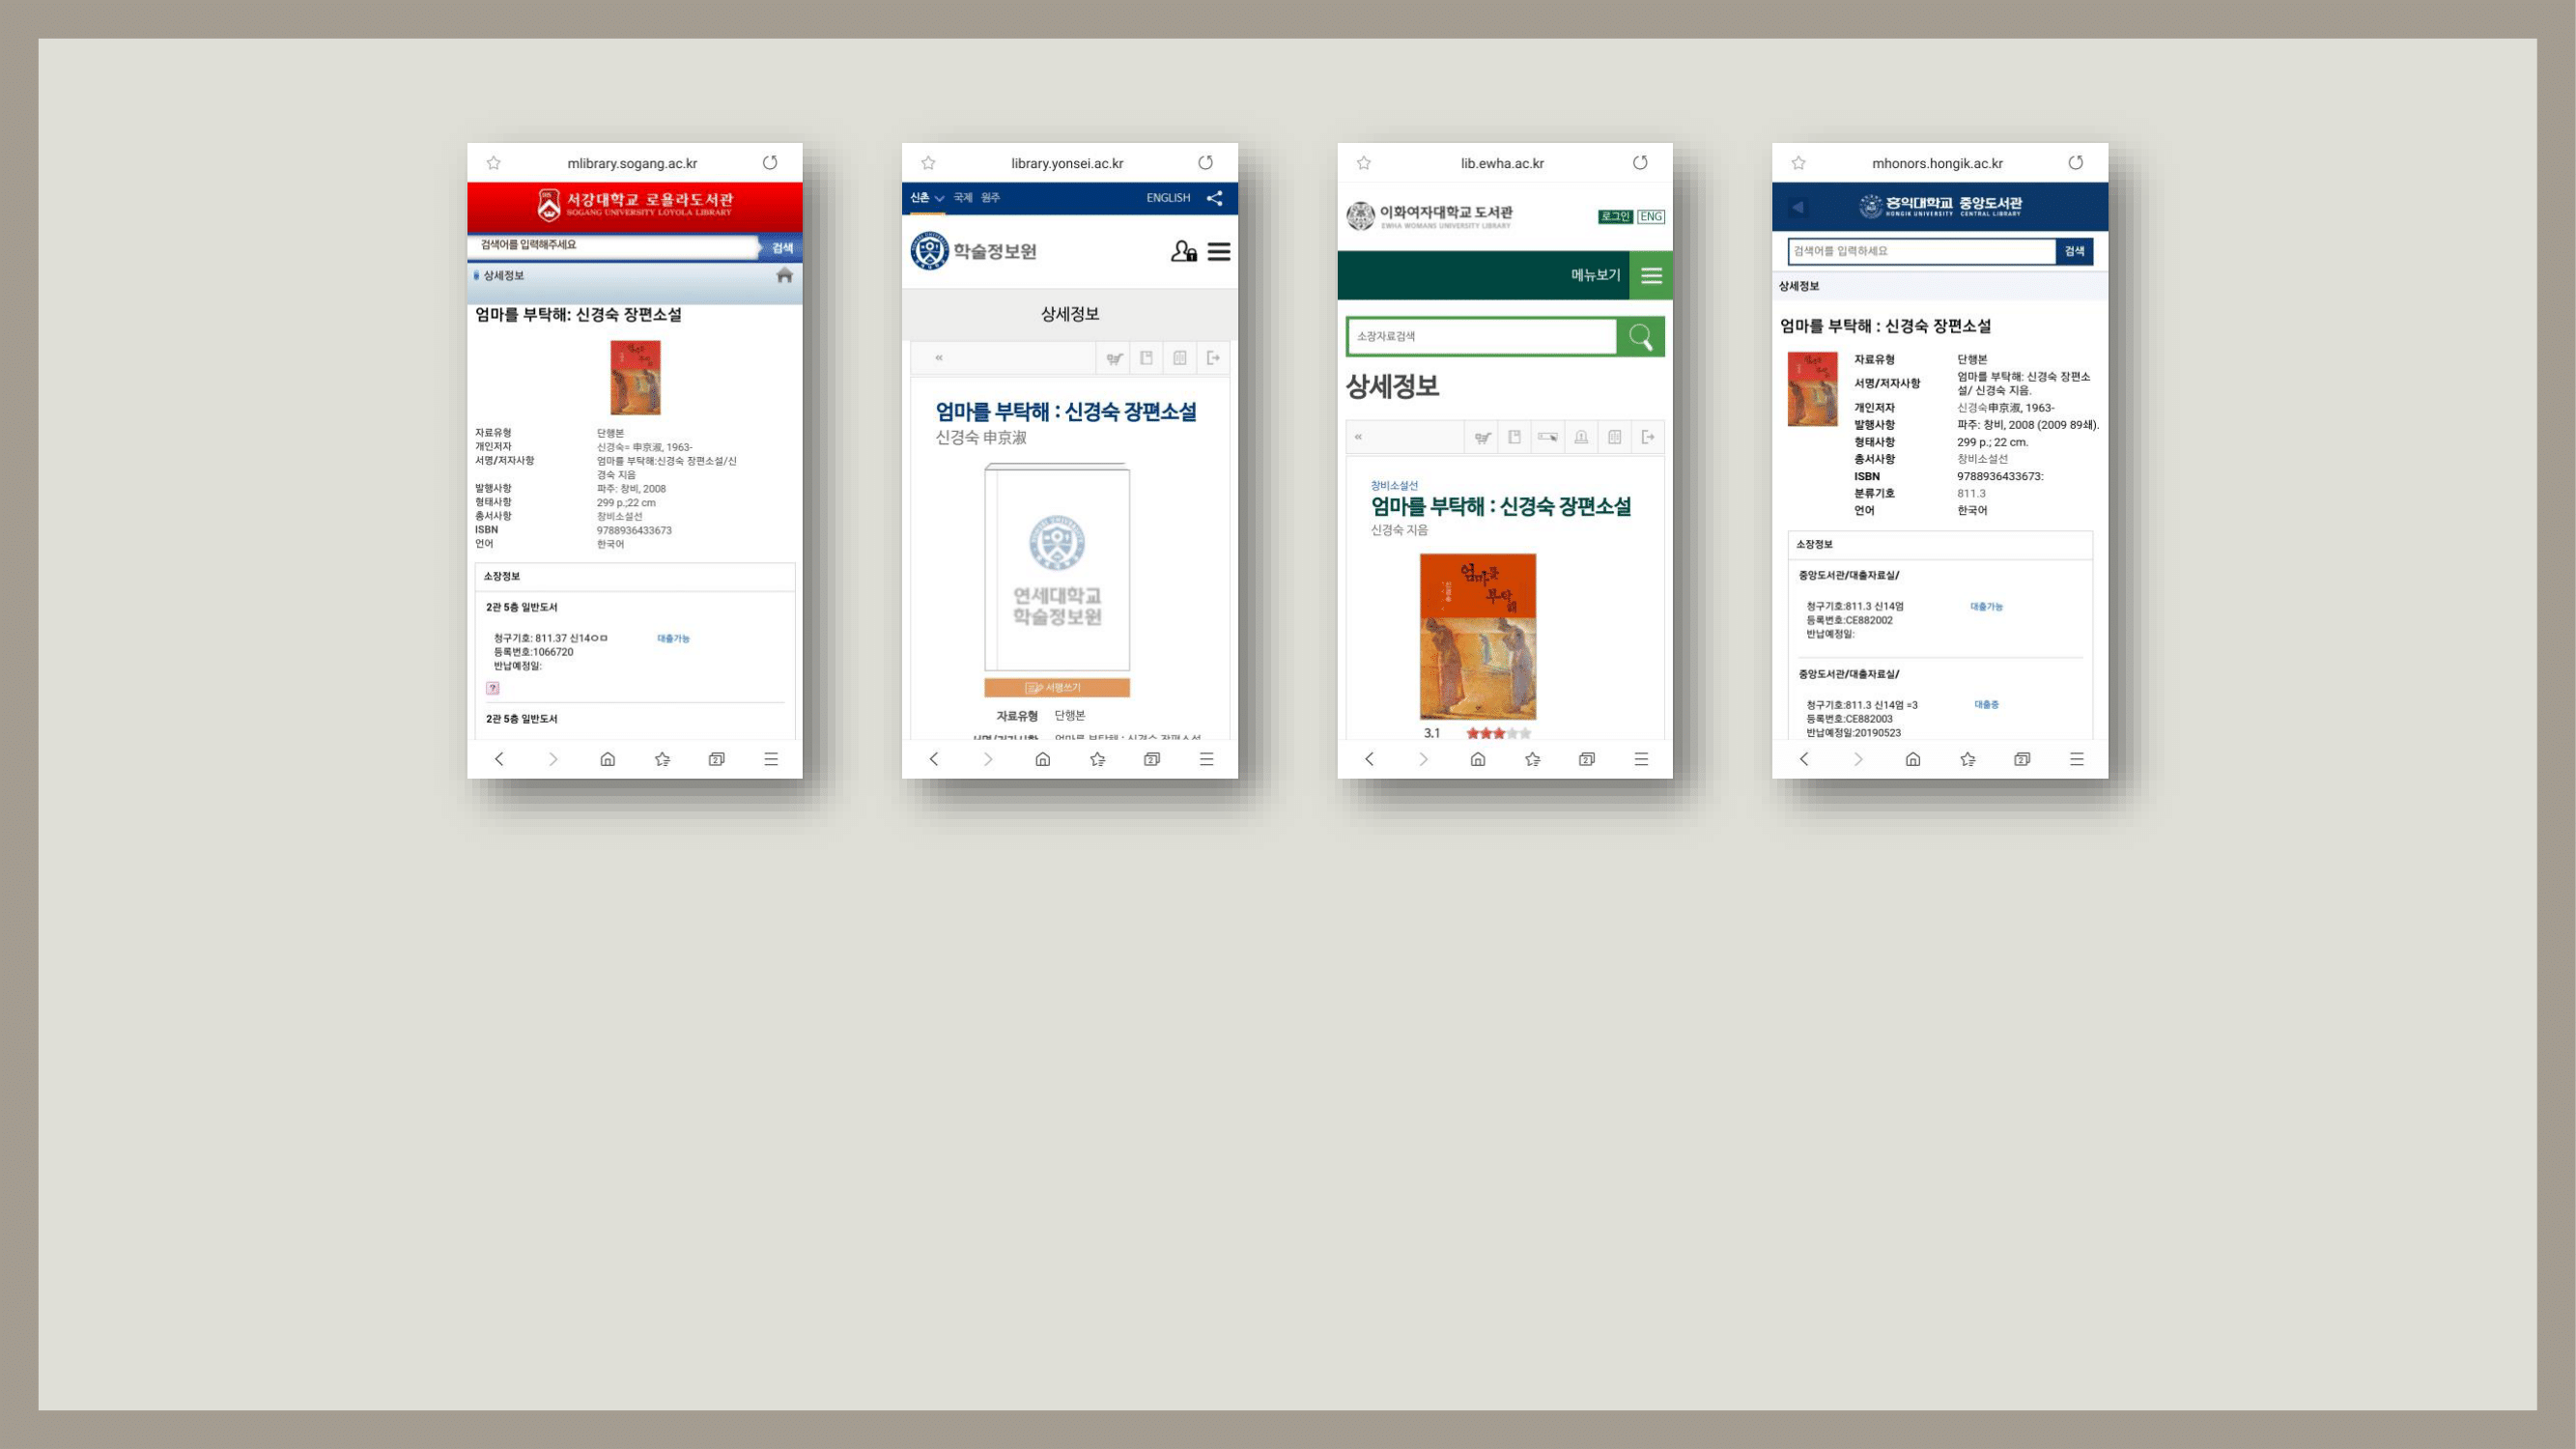 mlibrary.sogang.ac.kr
서강대학교 로욜라도서관
SOGANG UNIVERSITY LOYOLA LIBRARY
검색어를 입력해주세요
검색
상세정보
엄마를 부탁해: 신경숙 장편소설
자료유형 단행본
개인저자 신경숙= 申京淑, 1963-
서명/저자사항 엄마를 부탁해:신경숙 장편소설/신
경숙 지음
발행사항 파주: 창비, 2008
형태사항 299 p.;22 cm
총서사항 창비소설선
ISBN 9788936433673
언어 한국어
소장정보
2관 5층 일반도서
청구기호: 811.37 신14ㅇㅁ 대출가능
등록번호:1066720
반납예정일:
?
2관 5층 일반도서
2
library.yonsei.ac.kr
신촌 국제 원주 ENGLISH
학술정보원
상세정보
«
엄마를 부탁해 : 신경숙 장편소설
신경숙 申京淑
연세대학교
학술정보원
서평쓰기
자료유형 단행본
서명/저자사항 엄마를 부탁해 : 신경숙 장편소설
2
lib.ewha.ac.kr
이화여자대학교 도서관
EWHA WOMANS UNIVERSITY LIBRARY
로그인 ENG
메뉴보기
소장자료검색
상세정보
«
창비소설선
엄마를 부탁해 : 신경숙 장편소설
신경숙 지음
엄마를
부탁해
신경숙
3.1
2
mhonors.hongik.ac.kr
홍익대학교 중앙도서관
HONGIK UNIVERSITY CENTRAL LIBRARY
검색어를 입력하세요
검색
상세정보
엄마를 부탁해 : 신경숙 장편소설
자료유형 단행본
서명/저자사항 엄마를 부탁해: 신경숙 장편소
설/ 신경숙 지음.
개인저자 신경숙申京淑, 1963-
발행사항 파주: 창비, 2008 (2009 89쇄).
형태사항 299 p.; 22 cm.
총서사항 창비소설선
ISBN 9788936433673:
분류기호 811.3
언어 한국어
소장정보
중앙도서관/대출자료실/
청구기호:811.3 신14엄 대출가능
등록번호:CE882002
반납예정일:
중앙도서관/대출자료실/
청구기호:811.3 신14엄 =3 대출중
등록번호:CE882003
반납예정일:20190523
2